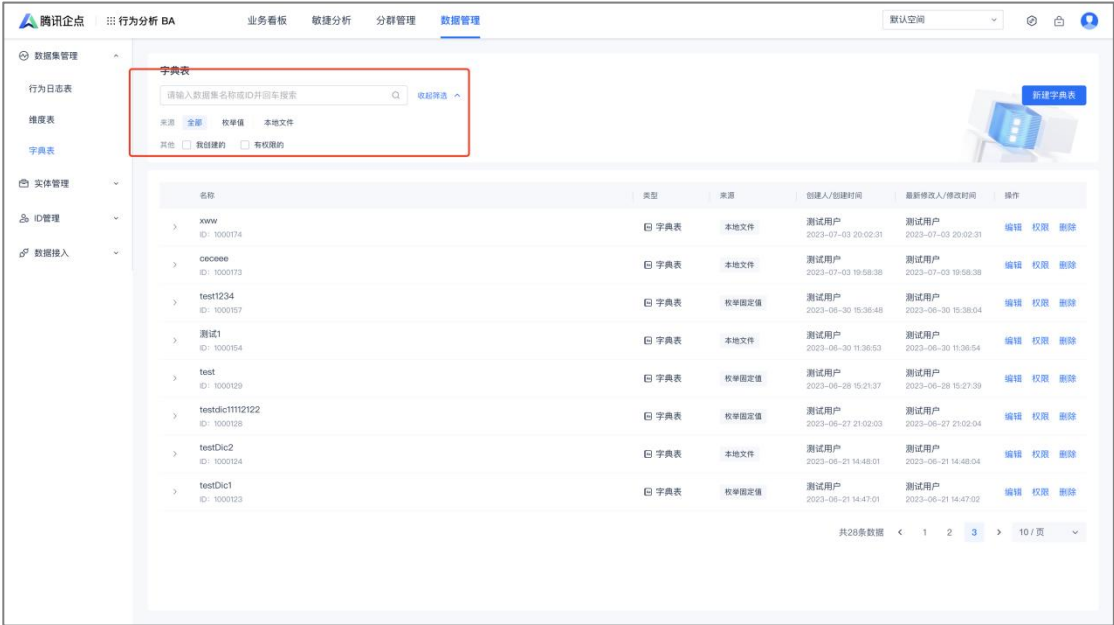 腾讯企点 行为分析 BA 业务看板 敏捷分析 分群管理 数据管理 默认空间
数据集管理
行为日志表
维度表
字典表
实体管理
ID管理
数据接入
字典表
请输入数据集名称或ID并回车搜索 收起筛选
新建字典表
来源 全部 枚举值 本地文件
其他 我创建的 有权限的
名称 类型 来源 创建人/创建时间 最新修改人/修改时间 操作
xww 字典表 本地文件 测试用户 测试用户 编辑 权限 删除
ID: 1000174 2023-07-03 20:02:31 2023-07-03 20:02:31
ceceee 字典表 本地文件 测试用户 测试用户 编辑 权限 删除
ID: 1000173 2023-07-03 19:58:38 2023-07-03 19:58:38
test1234 字典表 枚举固定值 测试用户 测试用户 编辑 权限 删除
ID: 1000157 2023-06-30 15:36:48 2023-06-30 15:38:04
测试1 字典表 本地文件 测试用户 测试用户 编辑 权限 删除
ID: 1000154 2023-06-30 11:36:53 2023-06-30 11:36:54
test 字典表 枚举固定值 测试用户 测试用户 编辑 权限 删除
ID: 1000129 2023-06-28 15:21:37 2023-06-28 15:27:39
testdic11112122 字典表 枚举固定值 测试用户 测试用户 编辑 权限 删除
ID: 1000128 2023-06-27 21:02:03 2023-06-27 21:02:04
testDic2 字典表 本地文件 测试用户 测试用户 编辑 权限 删除
ID: 1000124 2023-06-21 14:48:01 2023-06-21 14:48:04
testDic1 字典表 枚举固定值 测试用户 测试用户 编辑 权限 删除
ID: 1000123 2023-06-21 14:47:01 2023-06-21 14:47:02
共28条数据 1 2 3 10 / 页